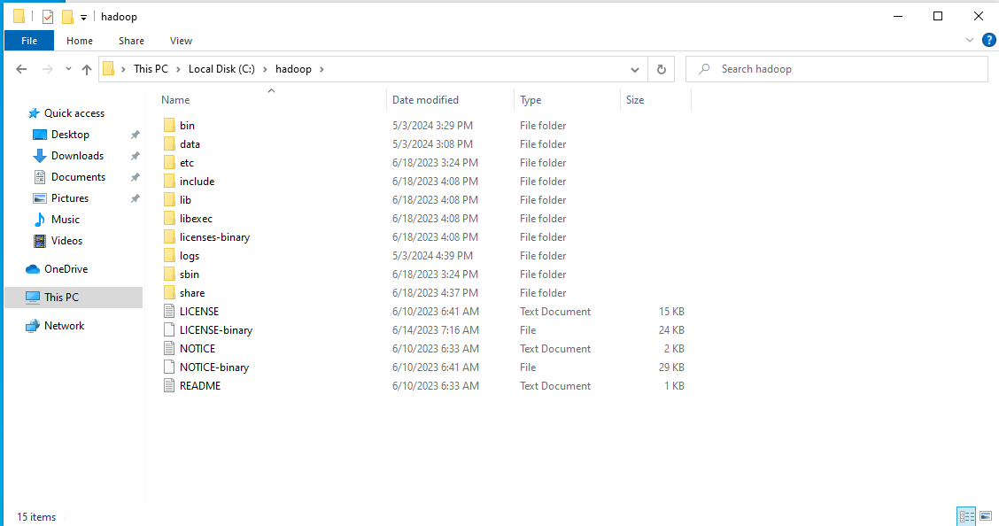 hadoop
File Home Share View
This PC Local Disk (C:) hadoop Search hadoop
Name Date modified Type Size
Quick access
Desktop
Downloads
Documents
Pictures
Music
Videos
OneDrive
This PC
Network
bin 5/3/2024 3:29 PM File folder
data 5/3/2024 3:08 PM File folder
etc 6/18/2023 3:24 PM File folder
include 6/18/2023 4:08 PM File folder
lib 6/18/2023 4:08 PM File folder
libexec 6/18/2023 4:08 PM File folder
licenses-binary 6/18/2023 4:08 PM File folder
logs 5/3/2024 4:39 PM File folder
sbin 6/18/2023 3:24 PM File folder
share 6/18/2023 4:37 PM File folder
LICENSE 6/10/2023 6:41 AM Text Document 15 KB
LICENSE-binary 6/14/2023 7:16 AM File 24 KB
NOTICE 6/10/2023 6:33 AM Text Document 2 KB
NOTICE-binary 6/10/2023 6:41 AM File 29 KB
README 6/10/2023 6:33 AM Text Document 1 KB
15 items